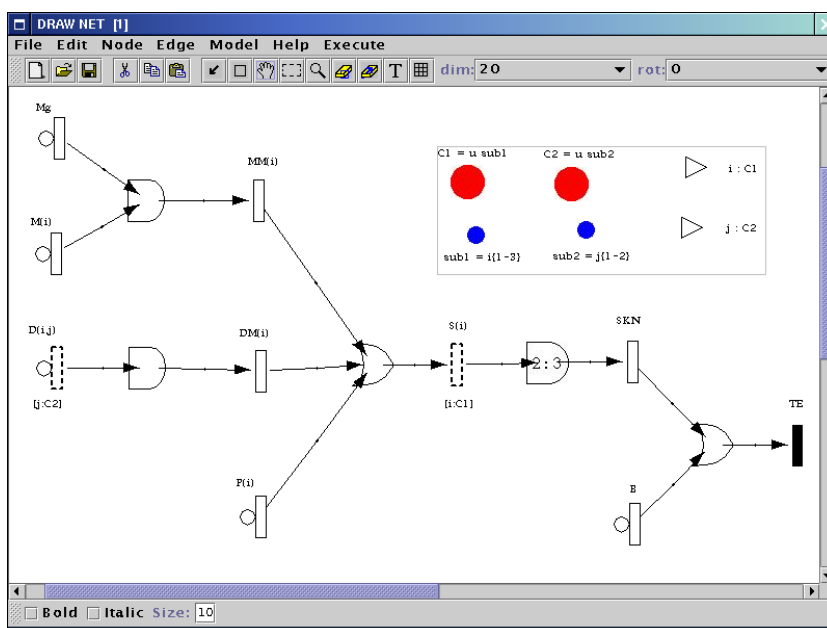 DRAW NET [1]
File Edit Node Edge Model Help Execute
T dim: 20 rot: 0
Mg
C1 = u sub1 C2 = u sub2
MM(i)
i : C1
M(i)
j : C2
sub1 = i{1-3} sub2 = j{1-2}
D(i,j) DM(i) S(i) SKN
2:3
[j:C2] [i:C1] TE
P(i) B
Bold Italic Size: 10